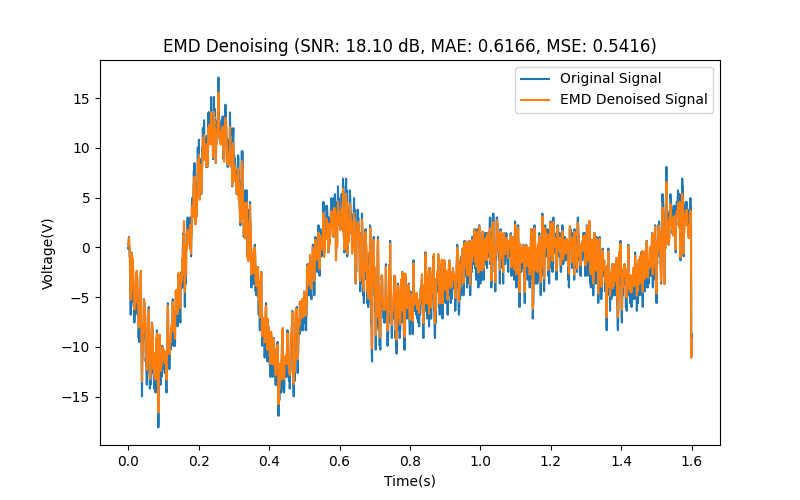 EMD Denoising (SNR: 18.10 dB, MAE: 0.6166, MSE: 0.5416)
Original Signal
EMD Denoised Signal
15
10
5
0
−5
−10
−15
Voltage(V)
0.0 0.2 0.4 0.6 0.8 1.0 1.2 1.4 1.6
Time(s)